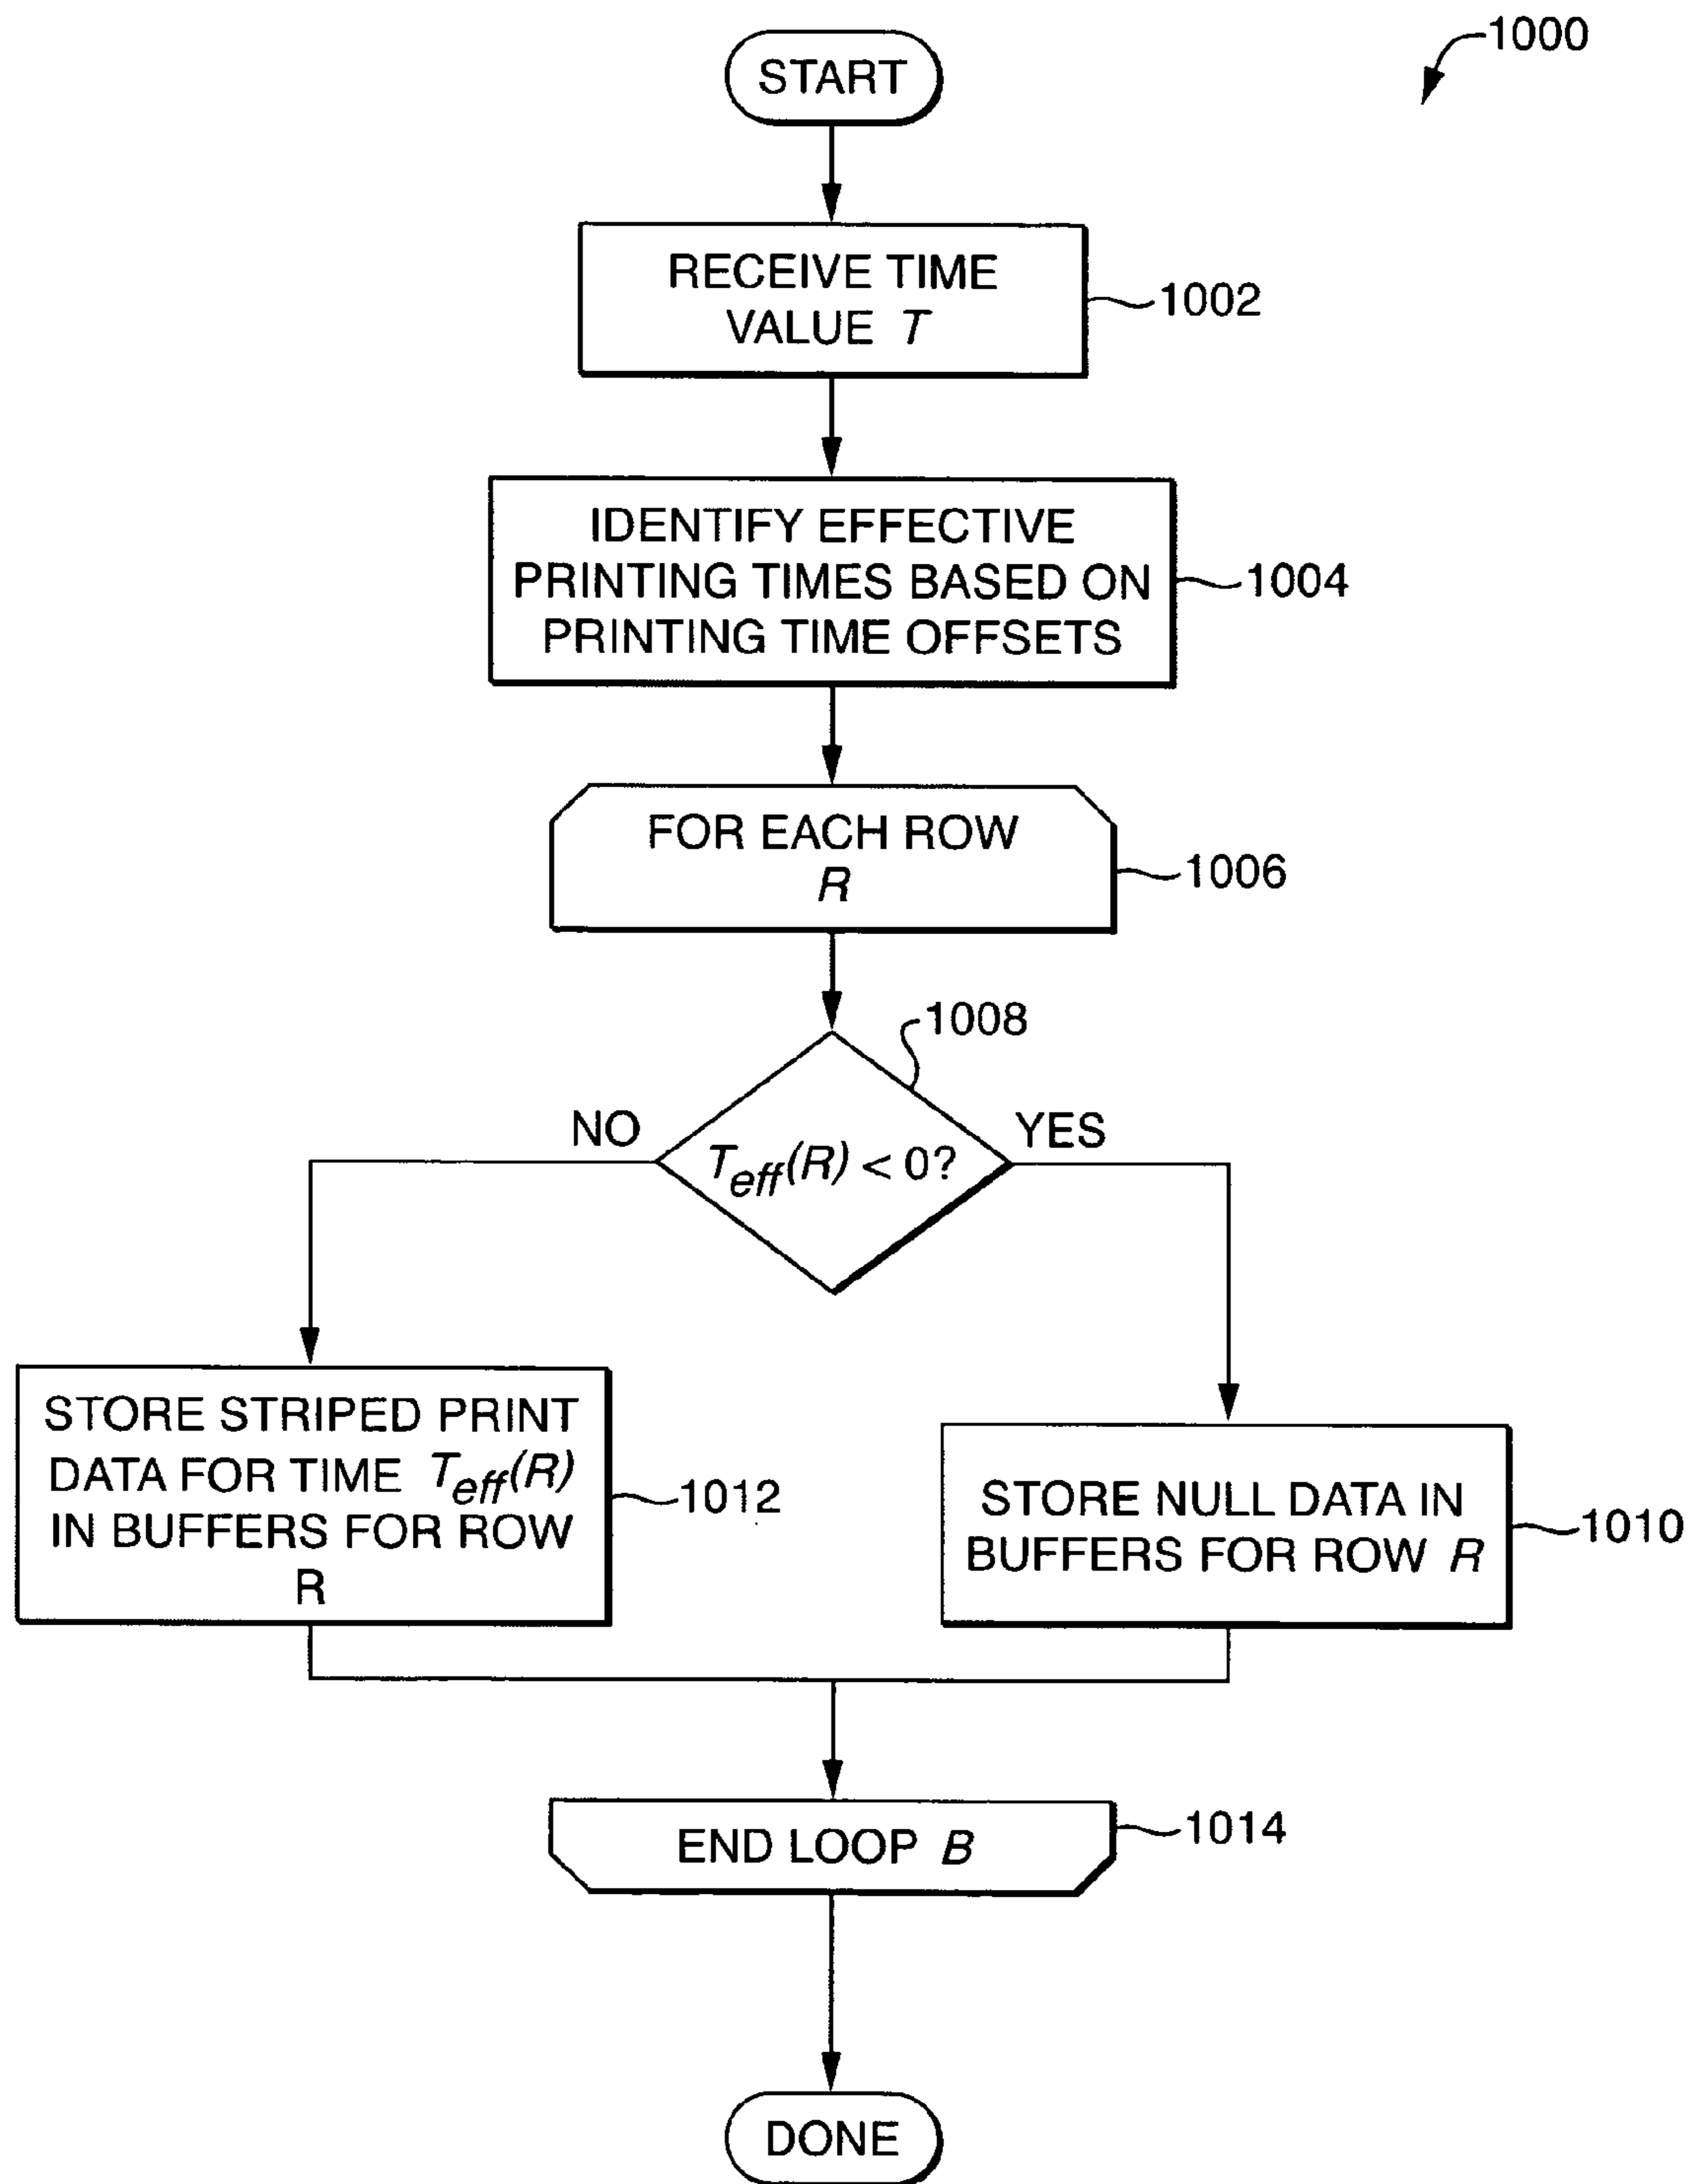 1000
START
RECEIVE TIME
VALUE T
1002
IDENTIFY EFFECTIVE
PRINTING TIMES BASED ON
PRINTING TIME OFFSETS
1004
FOR EACH ROW
R
1006
1008
NO
YES
Teff(R) < 0?
STORE STRIPED PRINT
DATA FOR TIME Teff(R)
IN BUFFERS FOR ROW
R
1012
STORE NULL DATA IN
BUFFERS FOR ROW R
1010
END LOOP B
1014
DONE